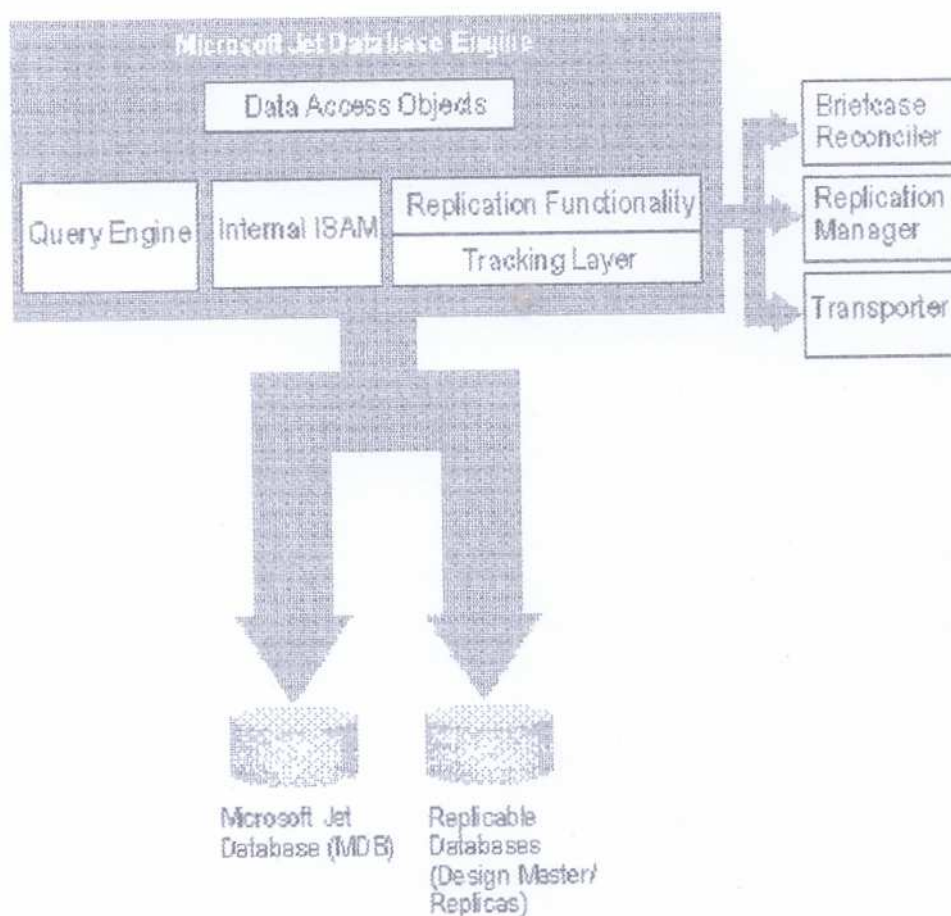 Microsoft Jet Database Engine
Data Access Objects
Query Engine
Internal ISAM
Replication Functionality
Tracking Layer
Briefcase
Reconciler
Replication
Manager
Transporter
Microsoft Jet
Database (MDB)
Replicable
Databases
(Design Master/
Replicas)